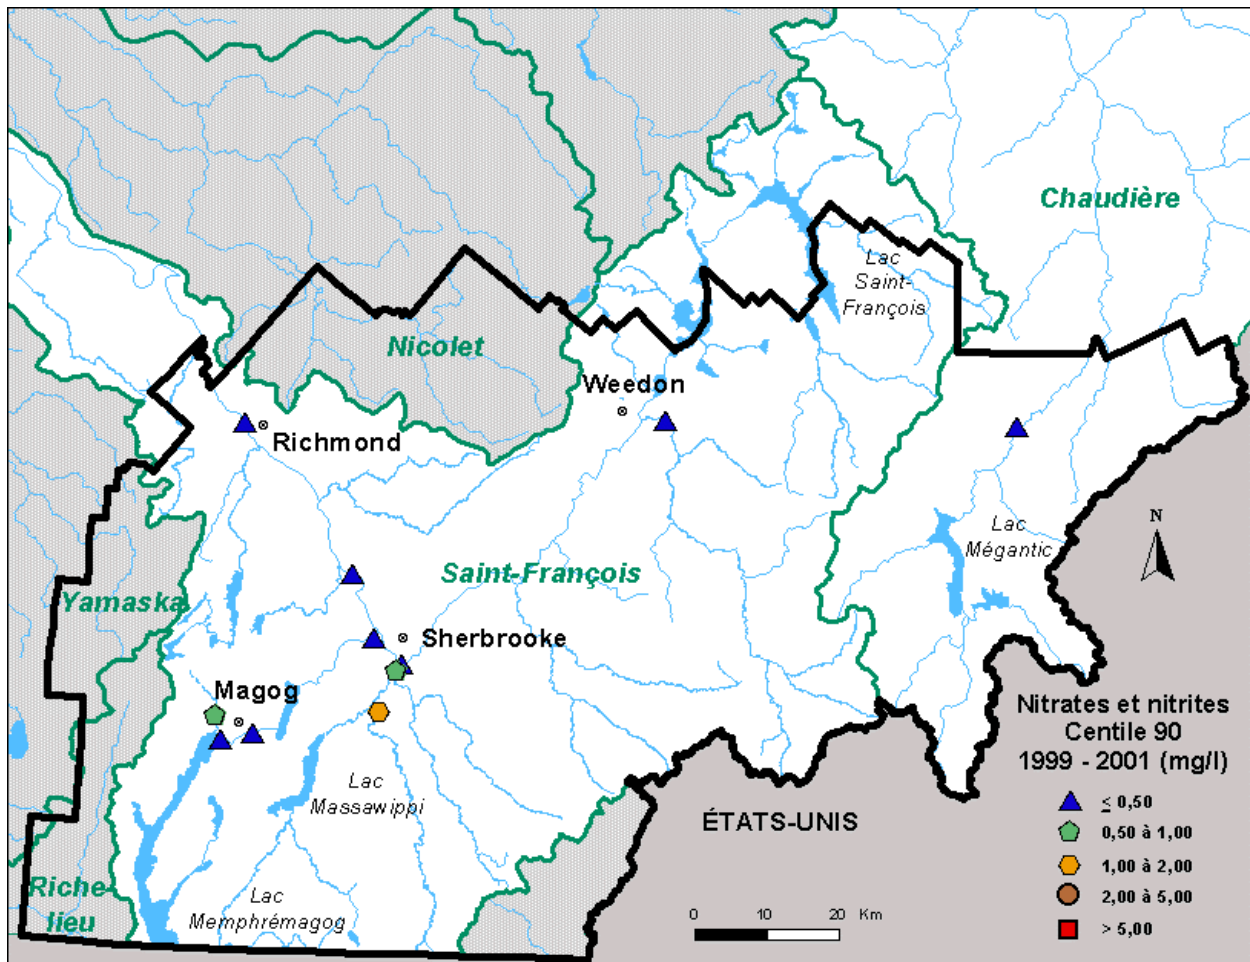 Chaudière
Lac
Saint-
François
Nicolet
Weedon
Richmond
Lac
Mégantic
N
Saint-François
Yamaska
Sherbrooke
Magog
Lac
Massawippi
ÉTATS-UNIS
Riche-
lieu
Lac
Memphrémagog
0 10 20 Km
Nitrates et nitrites
Centile 90
1999 - 2001 (mg/l)
≤ 0,50
0,50 à 1,00
1,00 à 2,00
2,00 à 5,00
> 5,00